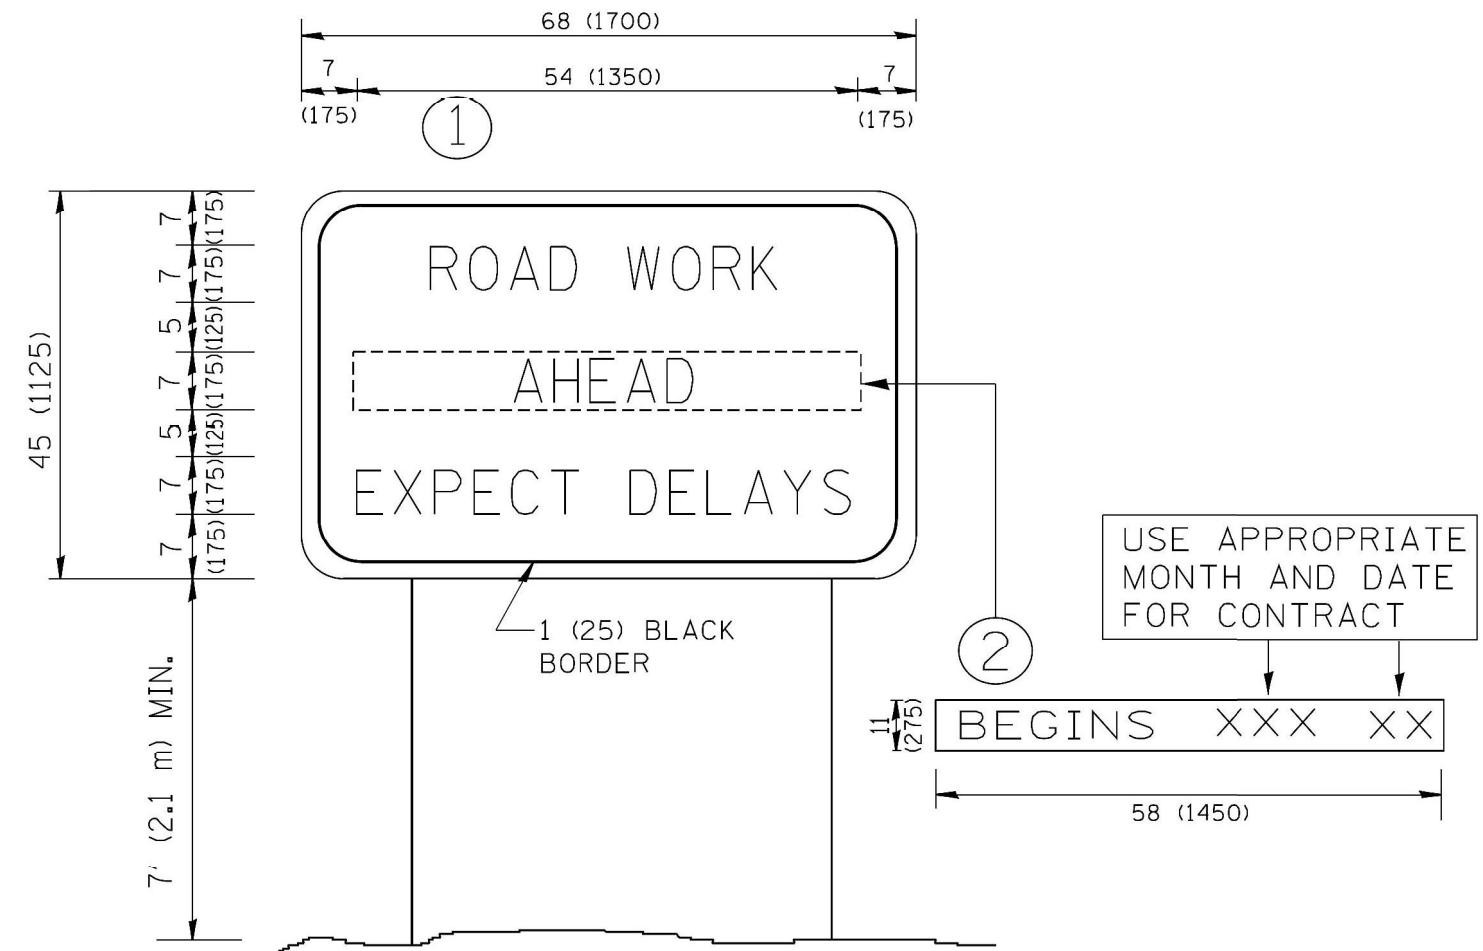 68 (1700)
7
54 (1350)
7
(175)
(175)
1
45 (1125)
7
(175)
7
(175)
5
(125)
7
(175)
5
(125)
7
(175)
7
(175)
ROAD WORK
AHEAD
EXPECT DELAYS
1 (25) BLACK
BORDER
7' (2.1 m) MIN.
USE APPROPRIATE
MONTH AND DATE
FOR CONTRACT
2
11
(275)
BEGINS XXX XX
58 (1450)